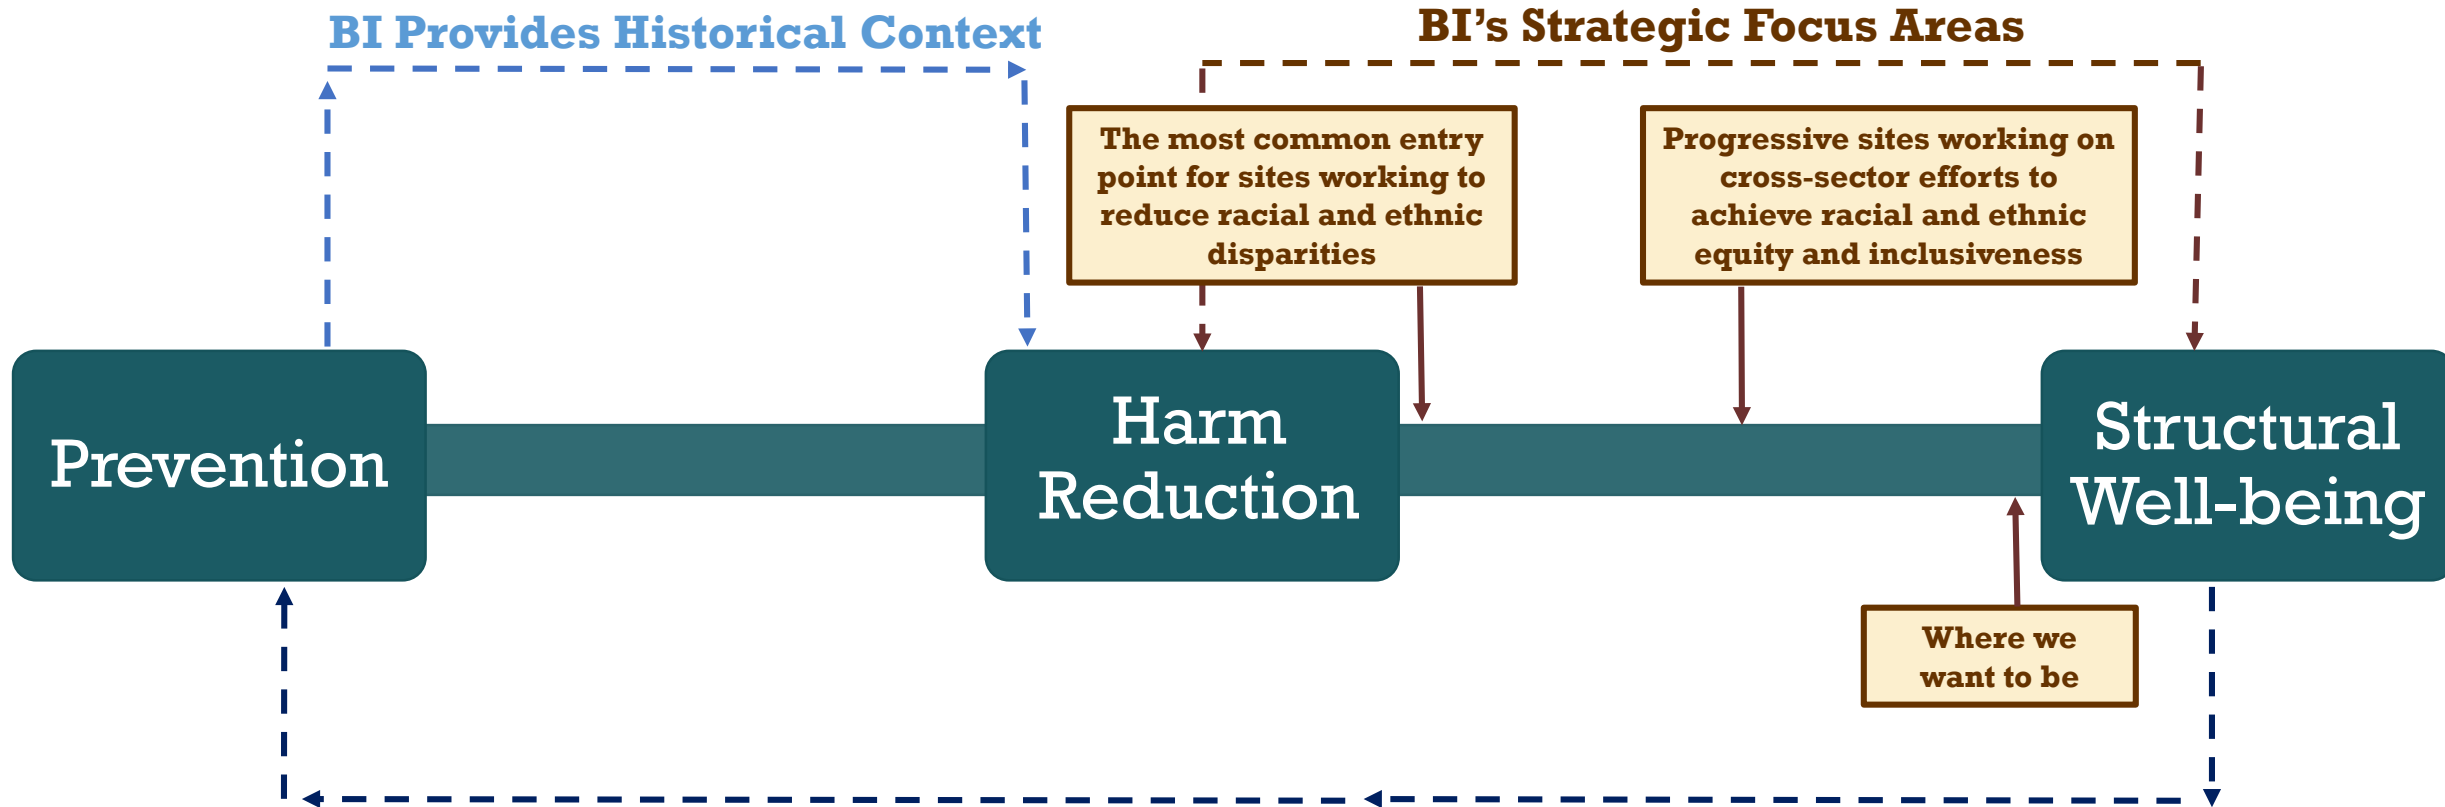 BI Provides Historical Context
BI’s Strategic Focus Areas
The most common entry
point for sites working to
reduce racial and ethnic
disparities
Progressive sites working on
cross-sector efforts to
achieve racial and ethnic
equity and inclusiveness
Prevention
Harm
Reduction
Structural
Well-being
Where we
want to be